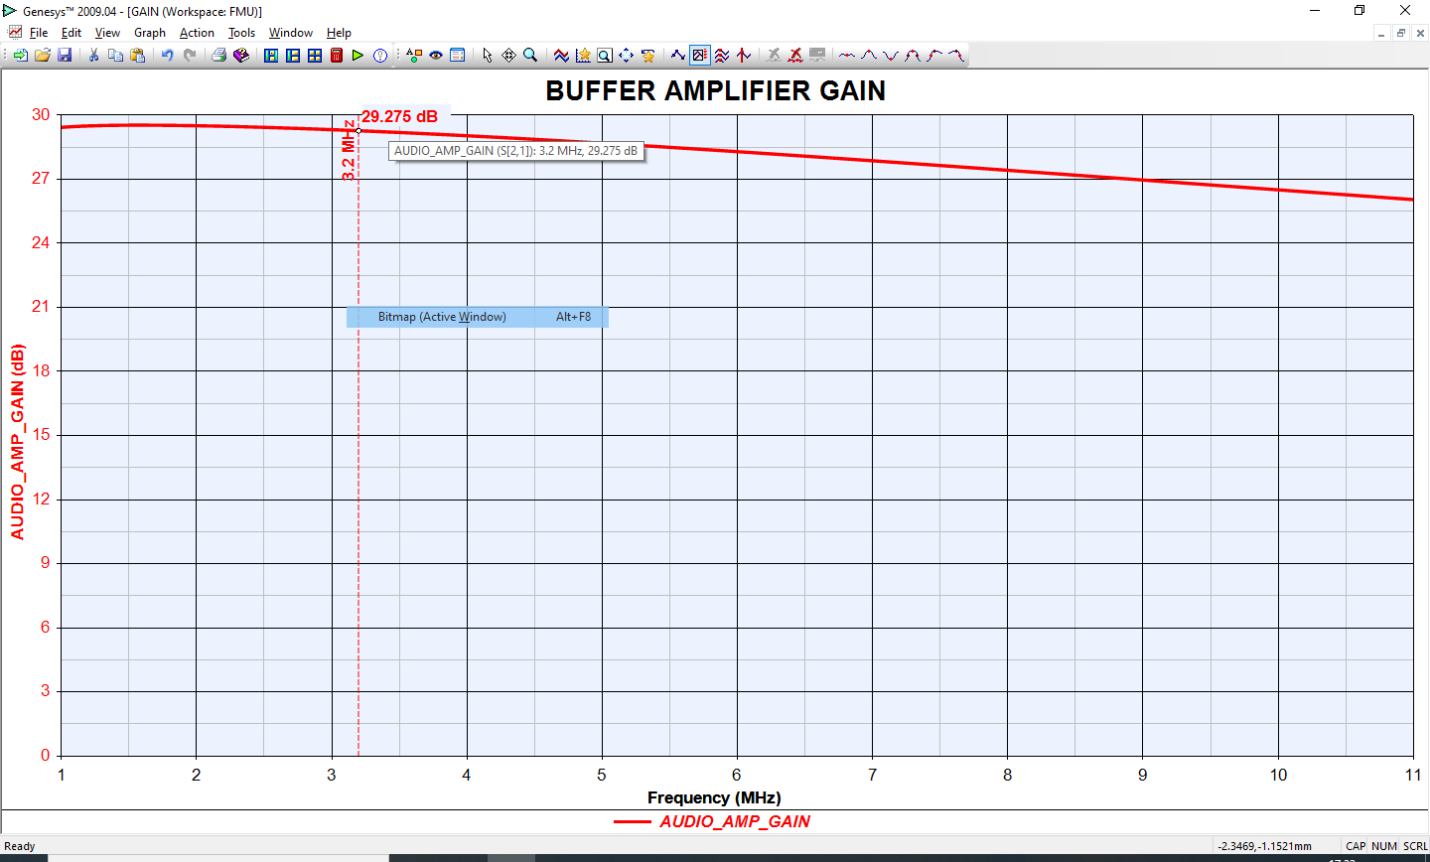 Genesys™ 2009.04 - [GAIN (Workspace: FMU)]
File Edit View Graph Action Tools Window Help
BUFFER AMPLIFIER GAIN
29.275 dB
3.2 MHz
AUDIO_AMP_GAIN (S[2,1]): 3.2 MHz, 29.275 dB
Bitmap (Active Window) Alt+F8
AUDIO_AMP_GAIN (dB)
30
27
24
21
18
15
12
9
6
3
0
1 2 3 4 5 6 7 8 9 10 11
Frequency (MHz)
AUDIO_AMP_GAIN
Ready -2.3469,-1.1521mm CAP NUM SCRL